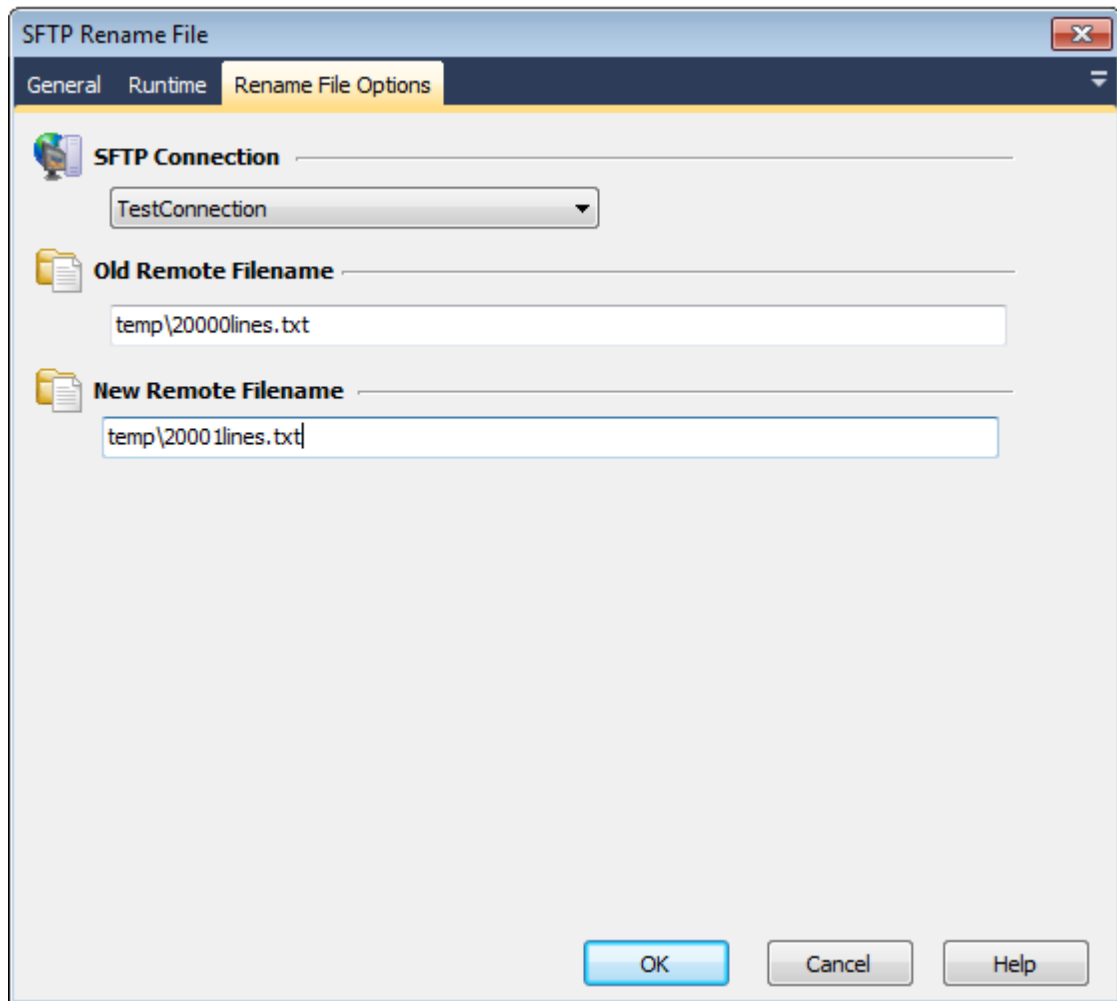 SFTP Rename File
General Runtime Rename File Options
SFTP Connection
TestConnection
Old Remote Filename
temp\20000lines.txt
New Remote Filename
temp\20001lines.txt
OK Cancel Help